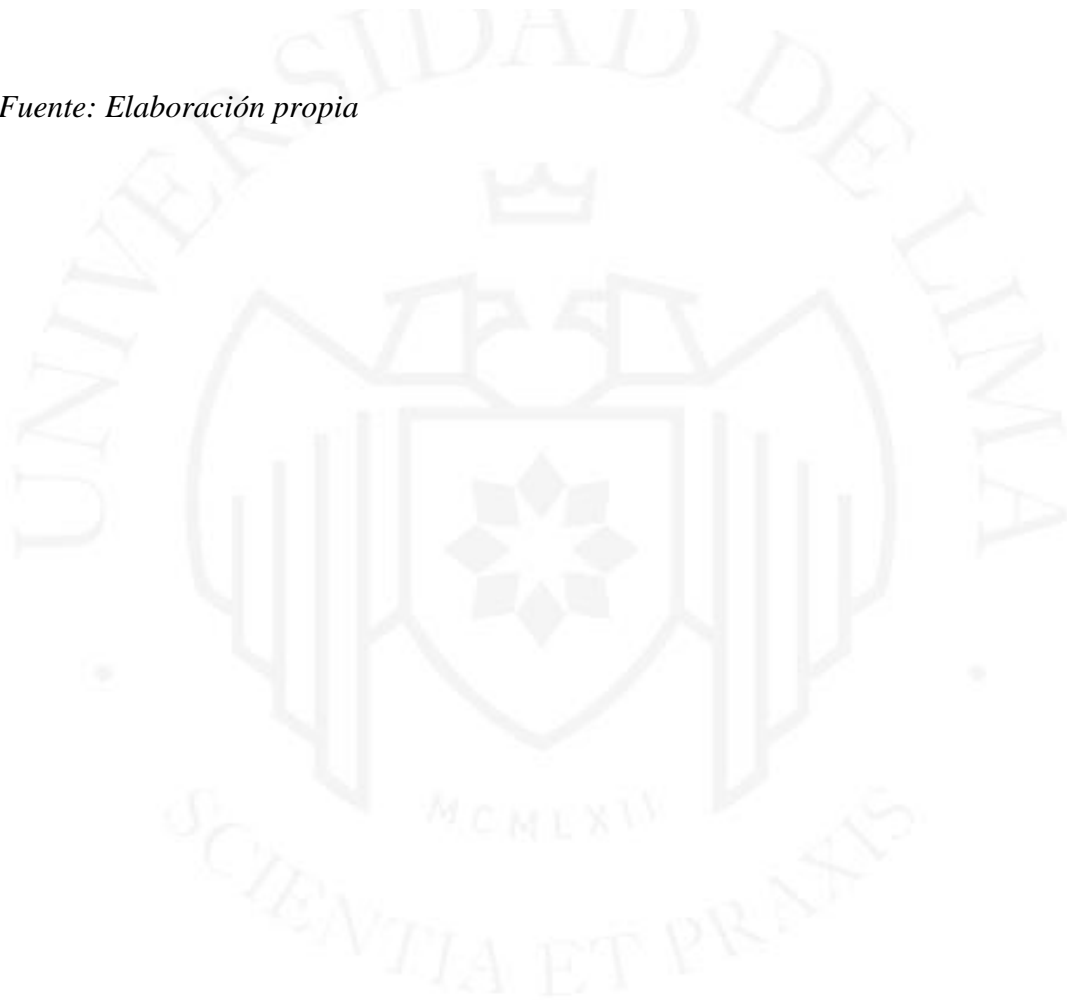 Fuente: Elaboración propia
UNIVERSIDAD DE LIMA
MCMLXII
SCIENTIA ET PRAXIS